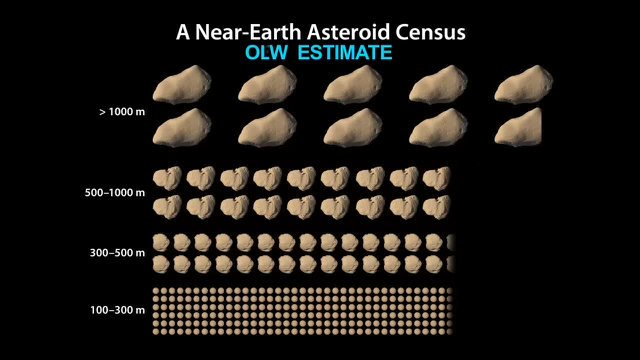 A Near-Earth Asteroid Census
OLW ESTIMATE
> 1000 m
500–1000 m
300–500 m
100–300 m